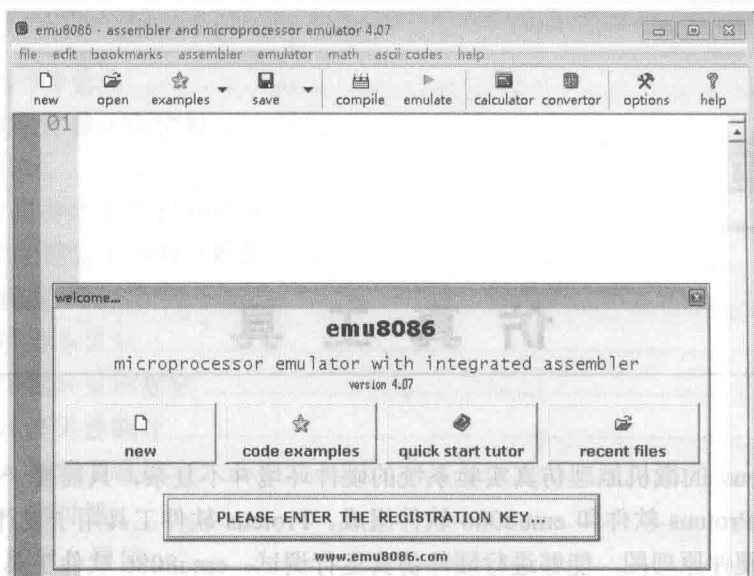 emu8086 - assembler and microprocessor emulator 4.07
file edit bookmarks assembler emulator math ascii codes help
new open examples save compile emulate calculator convertor options help
01
welcome...
emu8086
microprocessor emulator with integrated assembler
version 4.07
new code examples quick start tutor recent files
PLEASE ENTER THE REGISTRATION KEY...
www.emu8086.com